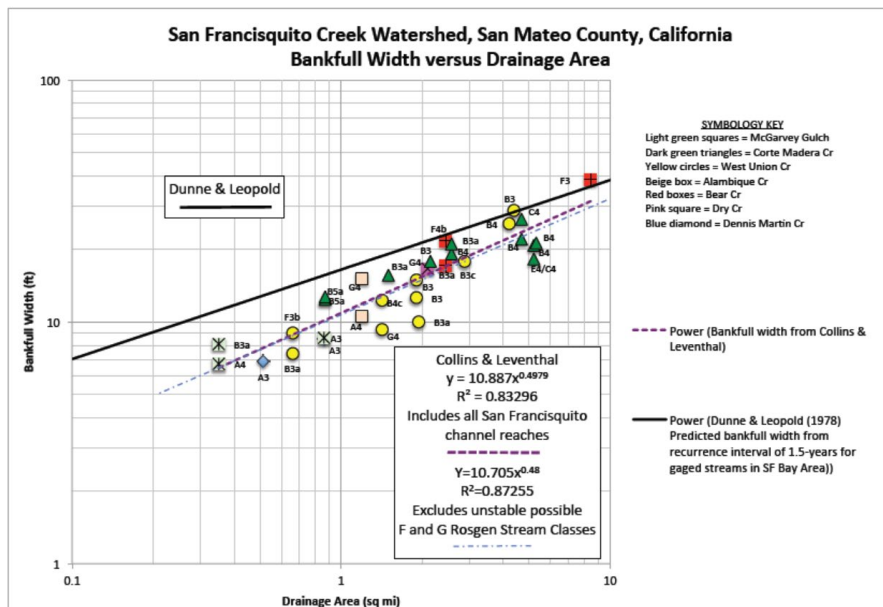 San Francisquito Creek Watershed, San Mateo County, California
Bankfull Width versus Drainage Area
100
10
1
Bankfull Width (ft)
0.1
1
10
Drainage Area (sq mi)
Dunne & Leopold
F3
B3
C4
B4
F4b
B3a
B4
B4
B4
B3
B4
E4/C4
G4
B3a
B3a
B3c
G4
B3
B5a
B5a
B4c
B3
F3b
A4
G4
B3a
A3
A3
B3a
A4
A3
B3a
Collins & Leventhal
y = 10.887x^0.4979
R² = 0.83296
Includes all San Francisquito
channel reaches
Y=10.705x^0.48
R²=0.87255
Excludes unstable possible
F and G Rosgen Stream Classes
SYMBOLOGY KEY
Light green squares = McGarvey Gulch
Dark green triangles = Corte Madera Cr
Yellow circles = West Union Cr
Beige box = Alambique Cr
Red boxes = Bear Cr
Pink square = Dry Cr
Blue diamond = Dennis Martin Cr
Power (Bankfull width from Collins &
Leventhal)
Power (Dunne & Leopold (1978)
Predicted bankfull width from
recurrence interval of 1.5-years for
gaged streams in SF Bay Area))